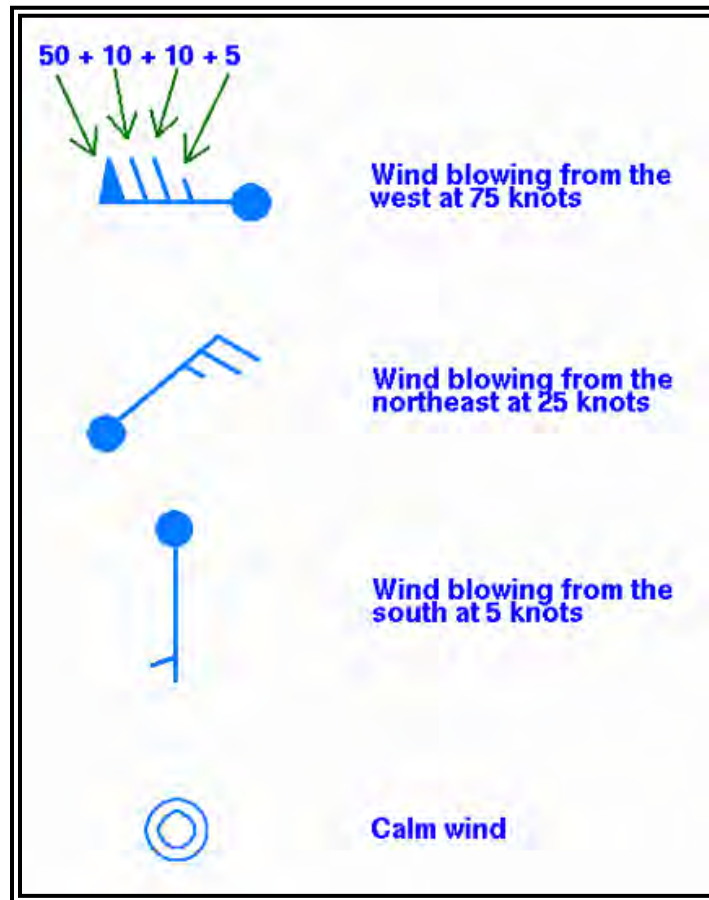 50 + 10 + 10 + 5
Wind blowing from the
west at 75 knots
Wind blowing from the
northeast at 25 knots
Wind blowing from the
south at 5 knots
Calm wind